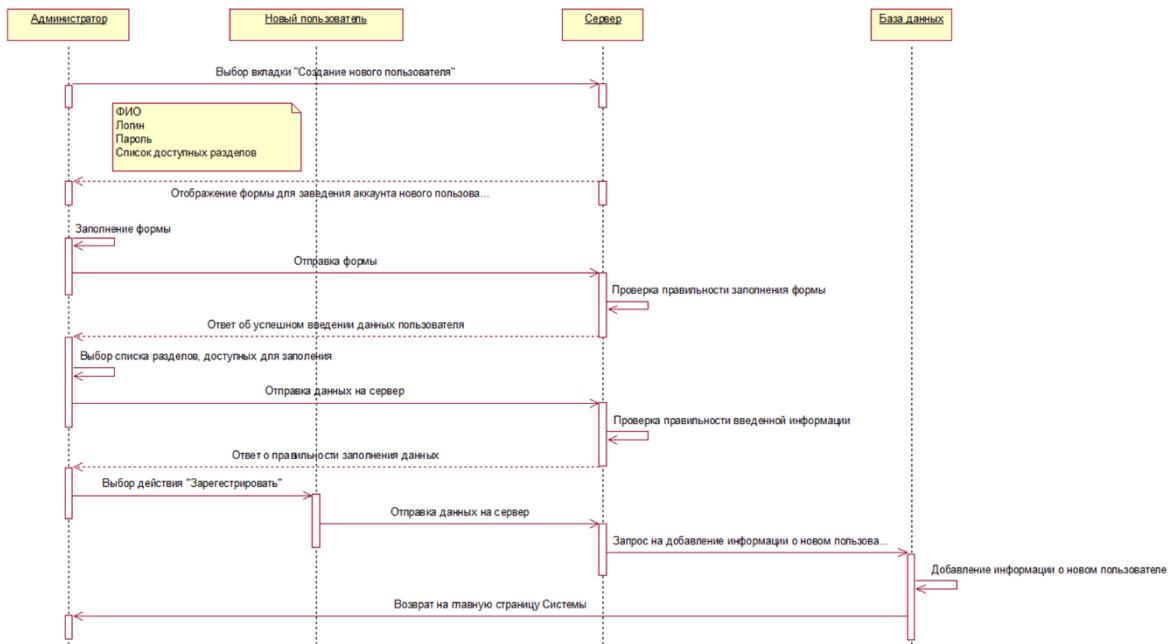 Администратор
Новый пользователь
Сервер
База данных
Выбор вкладки "Создание нового пользователя"
ФИО
Логин
Пароль
Список доступных разделов
Отображение формы для заведения аккаунта нового пользова...
Заполнение формы
Отправка формы
Проверка правильности заполнения формы
Ответ об успешном введении данных пользователя
Выбор списка разделов, доступных для заполения
Отправка данных на сервер
Проверка правильности введенной информации
Ответ о правильности заполнения данных
Выбор действия "Зарегестрировать"
Отправка данных на сервер
Запрос на добавление информации о новом пользова...
Добавление информации о новом пользователе
Возврат на главную страницу Системы